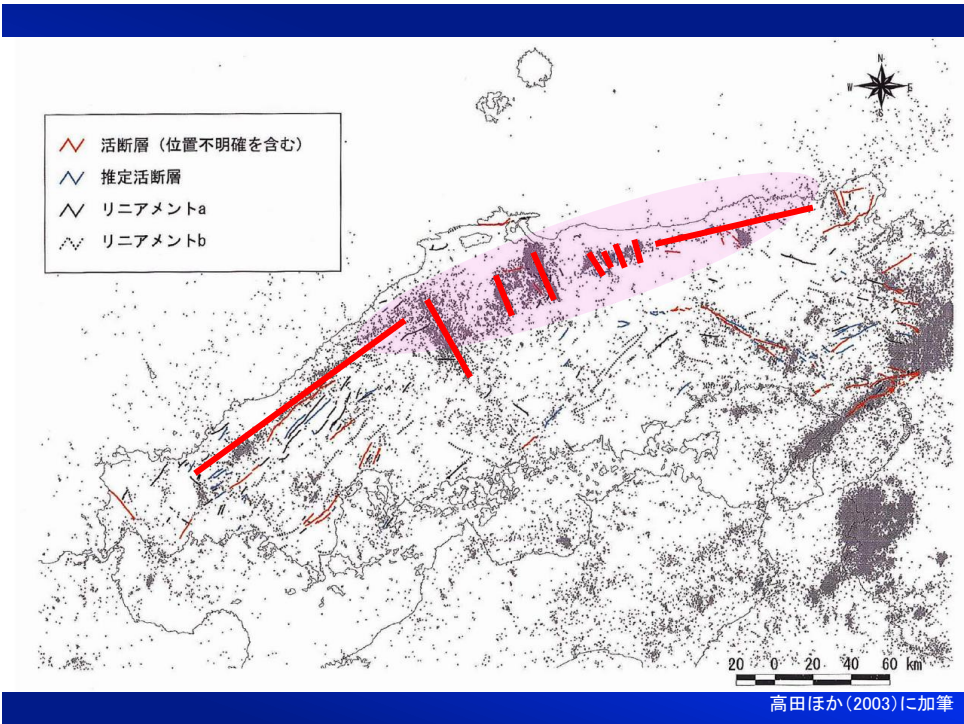 N
W
E
S
活断層（位置不明確を含む）
推定活断層
リニアメントa
リニアメントb
20 0 20 40 60 km
高田ほか(2003)に加筆